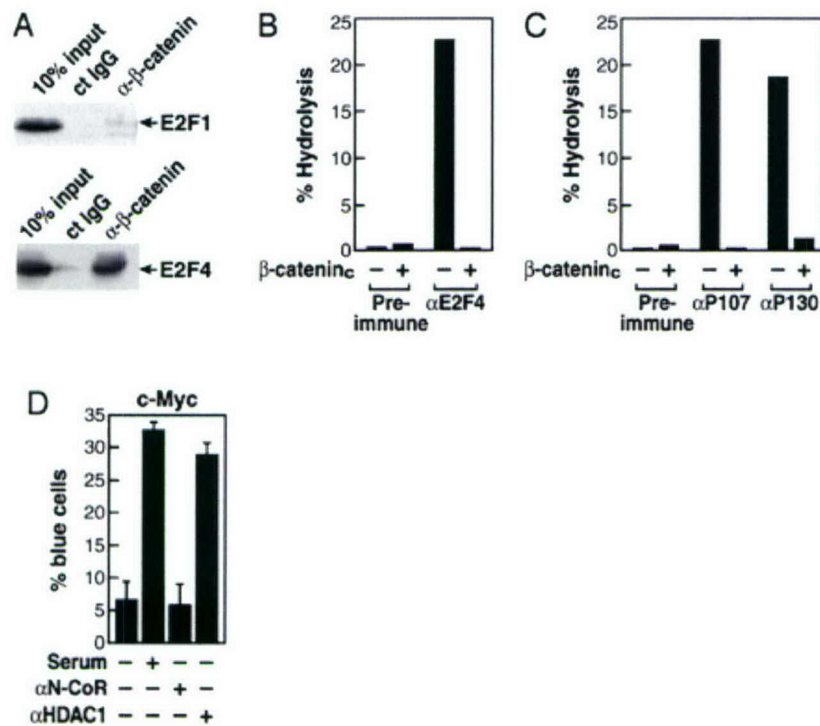 A
10% input
ct IgG
α-β-catenin
E2F1
10% input
ct IgG
α-β-catenin
E2F4
B
% Hydrolysis
25
20
15
10
5
0
β-cateninc
− + − +
Pre-immune
αE2F4
C
% Hydrolysis
25
20
15
10
5
0
β-cateninc
− + − + − +
Pre-immune
αP107
αP130
D
c-Myc
% blue cells
35
30
25
20
15
10
5
0
Serum − + − −
αN-CoR − − + −
αHDAC1 − − − +